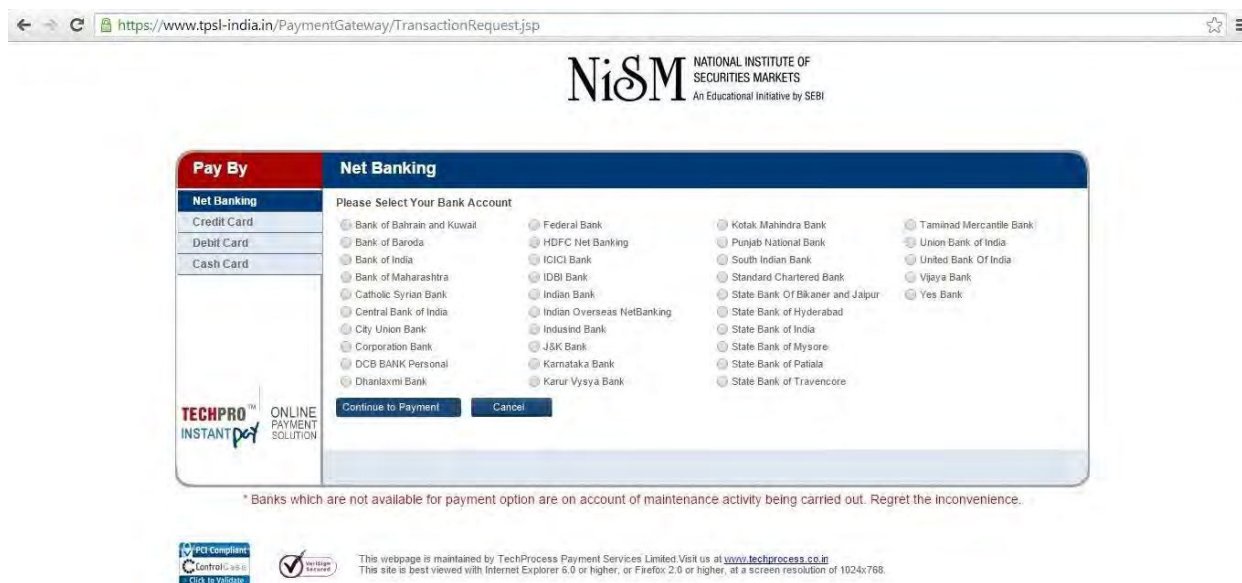 https://www.tpsl-india.in/PaymentGateway/TransactionRequest.jsp
NiSM
NATIONAL INSTITUTE OF
SECURITIES MARKETS
An Educational Initiative by SEBI
Pay By
Net Banking
Credit Card
Debit Card
Cash Card
TECHPRO™
INSTANT pay
ONLINE
PAYMENT
SOLUTION
Net Banking
Please Select Your Bank Account
Bank of Bahrain and Kuwait
Bank of Baroda
Bank of India
Bank of Maharashtra
Catholic Syrian Bank
Central Bank of India
City Union Bank
Corporation Bank
DCB BANK Personal
Dhanlaxmi Bank
Federal Bank
HDFC Net Banking
ICICI Bank
IDBI Bank
Indian Bank
Indian Overseas NetBanking
Indusind Bank
J&K Bank
Karnataka Bank
Karur Vysya Bank
Kotak Mahindra Bank
Punjab National Bank
South Indian Bank
Standard Chartered Bank
State Bank Of Bikaner and Jaipur
State Bank of Hyderabad
State Bank of India
State Bank of Mysore
State Bank of Patiala
State Bank of Travencore
Tamilnad Mercantile Bank
Union Bank of India
United Bank Of India
Vijaya Bank
Yes Bank
Continue to Payment
Cancel
* Banks which are not available for payment option are on account of maintenance activity being carried out. Regret the inconvenience.
PCI Compliant
ControlCase
Click to Validate
VeriSign
Secured
This webpage is maintained by TechProcess Payment Services Limited.Visit us at www.techprocess.co.in
This site is best viewed with Internet Explorer 6.0 or higher, or Firefox 2.0 or higher, at a screen resolution of 1024x768.